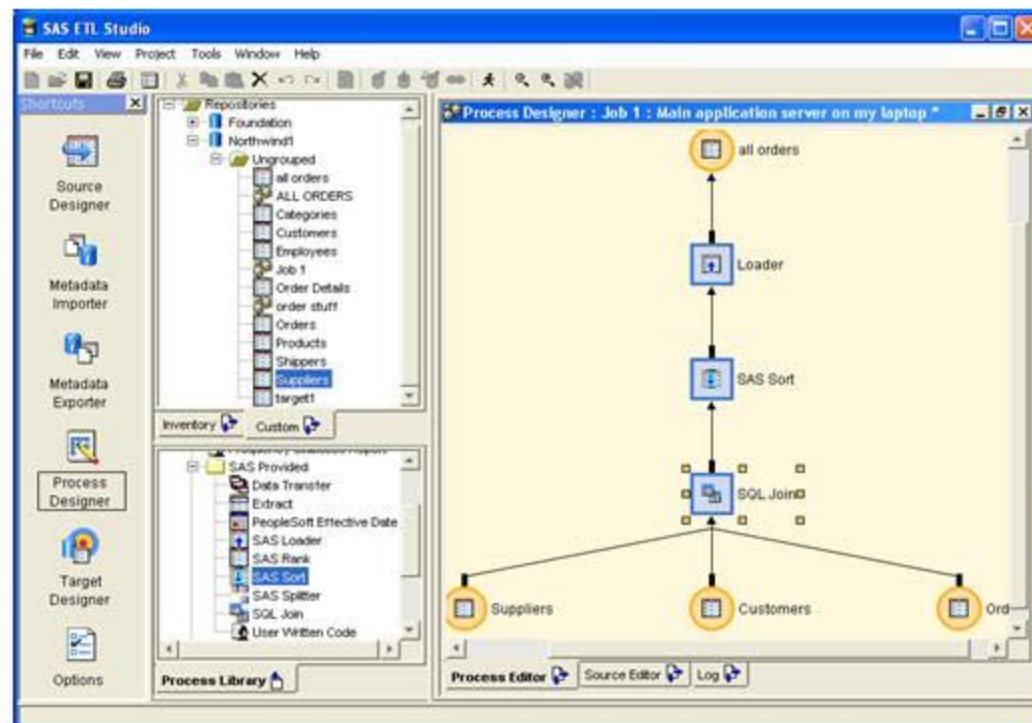 SAS ETL Studio
File Edit View Project Tools Window Help
Shortcuts
Source
Designer
Metadata
Importer
Metadata
Exporter
Process
Designer
Target
Designer
Options
Repositories
Foundation
Northwind1
Ungrouped
all orders
ALL ORDERS
Categories
Customers
Employees
Job 1
Order Details
order stuff
Orders
Products
Shippers
Suppliers
target1
Inventory Custom
SAS Provided
Data Transfer
Extract
PeopleSoft Effective Date
SAS Loader
SAS Rank
SAS Sort
SAS Splitter
SQL Join
User Written Code
Process Library
Process Designer : Job 1 : Main application server on my laptop *
all orders
Loader
SAS Sort
SQL Join
Suppliers Customers Ord
Process Editor Source Editor Log